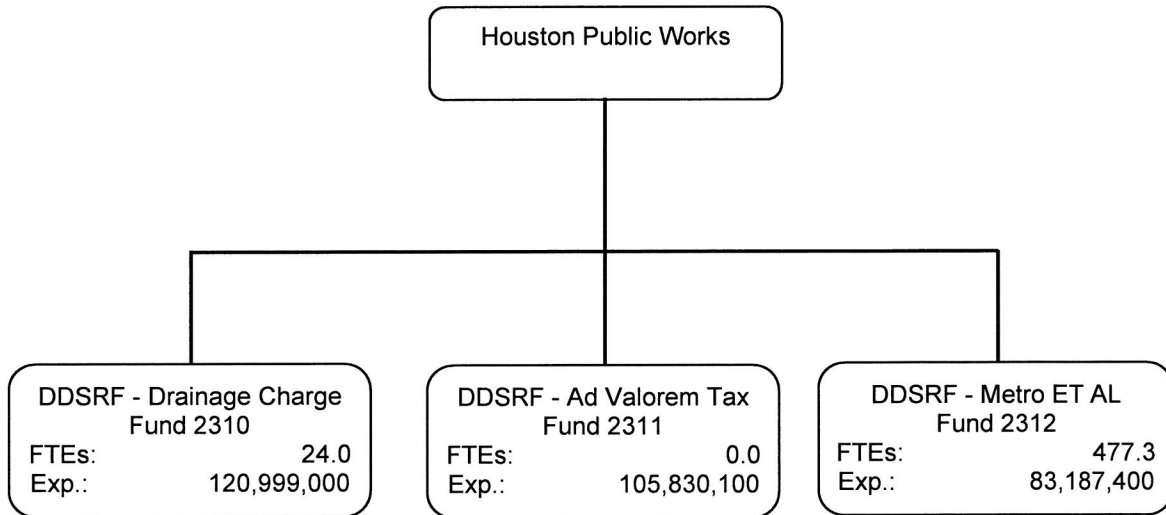 Houston Public Works
DDSRF - Drainage Charge
Fund 2310
FTEs: 24.0
Exp.: 120,999,000
DDSRF - Ad Valorem Tax
Fund 2311
FTEs: 0.0
Exp.: 105,830,100
DDSRF - Metro ET AL
Fund 2312
FTEs: 477.3
Exp.: 83,187,400